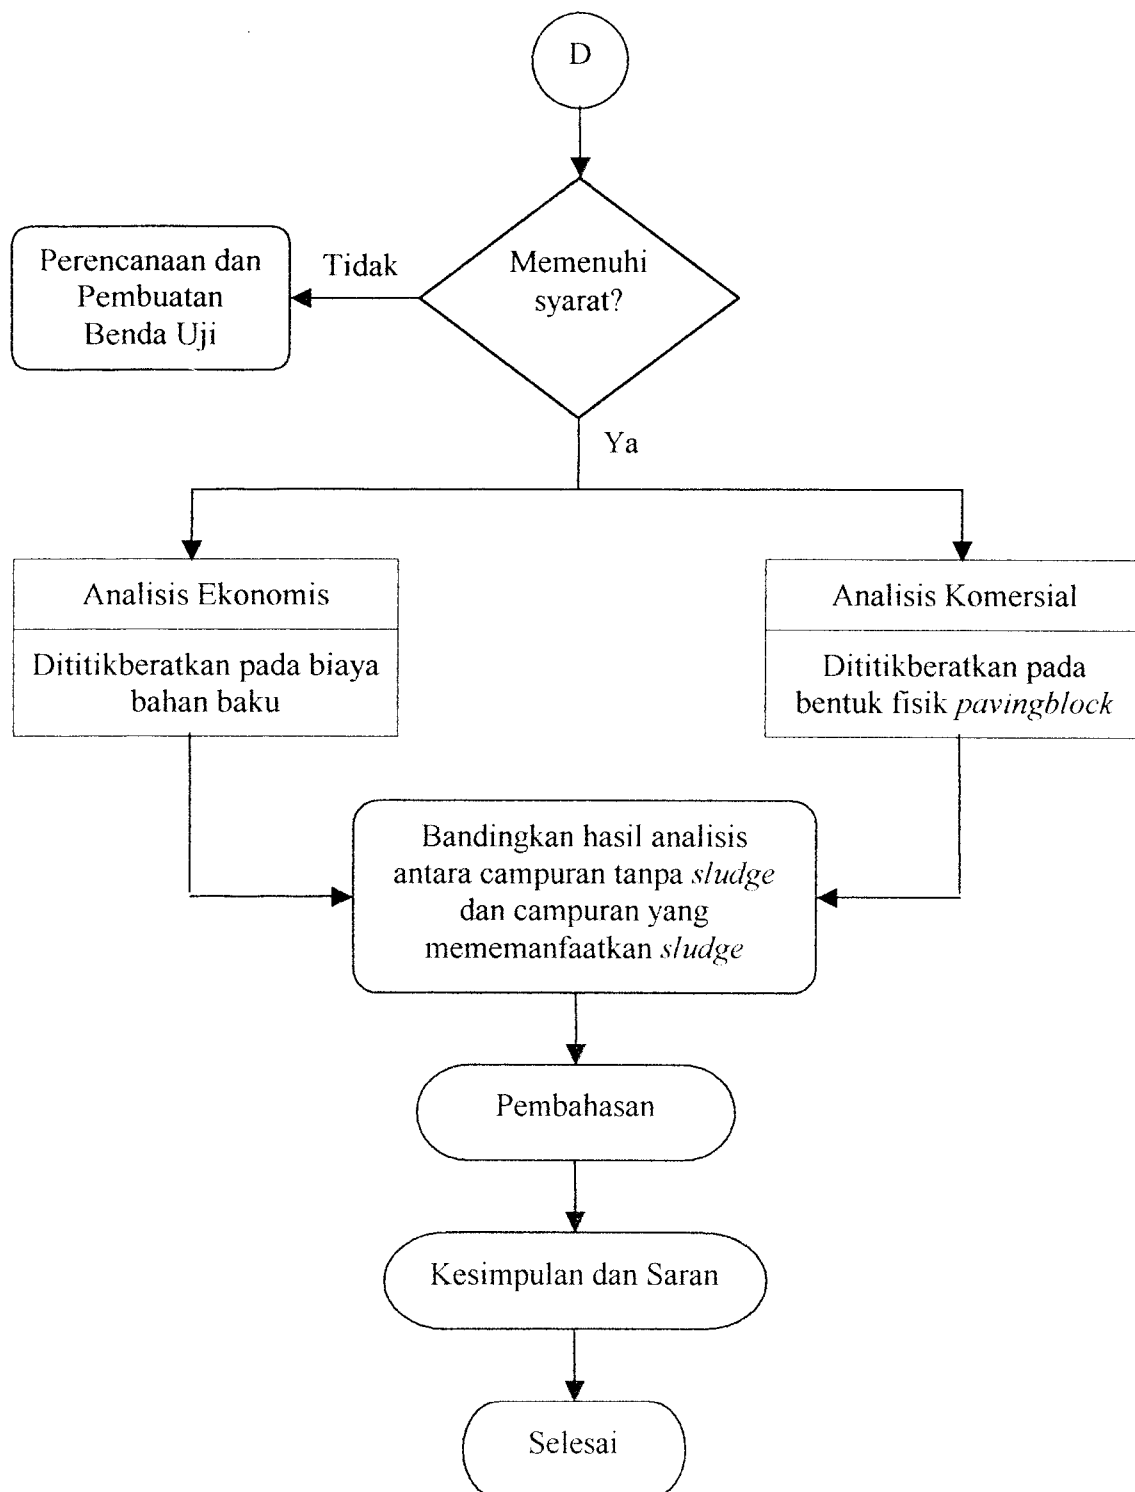 D
Memenuhi
syarat?
Tidak
Perencanaan dan
Pembuatan
Benda Uji
Ya
Analisis Ekonomis
Dititikberatkan pada biaya
bahan baku
Analisis Komersial
Dititikberatkan pada
bentuk fisik pavingblock
Bandingkan hasil analisis
antara campuran tanpa sludge
dan campuran yang
mememanfaatkan sludge
Pembahasan
Kesimpulan dan Saran
Selesai